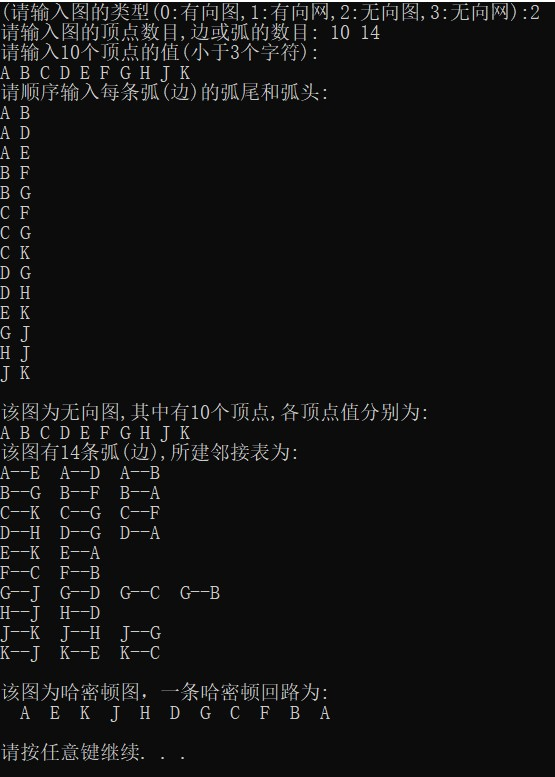 (请输入图的类型(0:有向图,1:有向网,2:无向图,3:无向网):2
请输入图的顶点数目,边或弧的数目: 10 14
请输入10个顶点的值(小于3个字符):
A B C D E F G H J K
请顺序输入每条弧(边)的弧尾和弧头:
A B
A D
A E
B F
B G
C F
C G
C K
D G
D H
E K
G J
H J
J K
该图为无向图,其中有10个顶点,各顶点值分别为:
A B C D E F G H J K
该图有14条弧(边),所建邻接表为:
A--E A--D A--B
B--G B--F B--A
C--K C--G C--F
D--H D--G D--A
E--K E--A
F--C F--B
G--J G--D G--C G--B
H--J H--D
J--K J--H J--G
K--J K--E K--C
该图为哈密顿图，一条哈密顿回路为:
A E K J H D G C F B A
请按任意键继续. . .